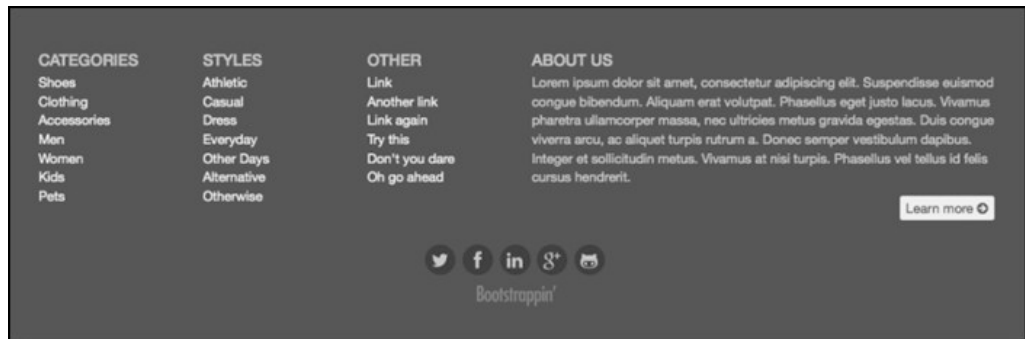 CATEGORIES
Shoes
Clothing
Accessories
Men
Women
Kids
Pets
STYLES
Athletic
Casual
Dress
Everyday
Other Days
Alternative
Otherwise
OTHER
Link
Another link
Link again
Try this
Don't you dare
Oh go ahead
ABOUT US
Lorem ipsum dolor sit amet, consectetur adipiscing elit. Suspendisse euismod
congue bibendum. Aliquam erat volutpat. Phasellus eget justo lacus. Vivamus
pharetra ullamcorper massa, nec ultricies metus gravida egestas. Duis congue
viverra arcu, ac aliquet turpis rutrum a. Donec semper vestibulum dapibus.
Integer et sollicitudin metus. Vivamus at nisi turpis. Phasellus vel tellus id felis
cursus hendrerit.
Learn more
Bootstrappin'